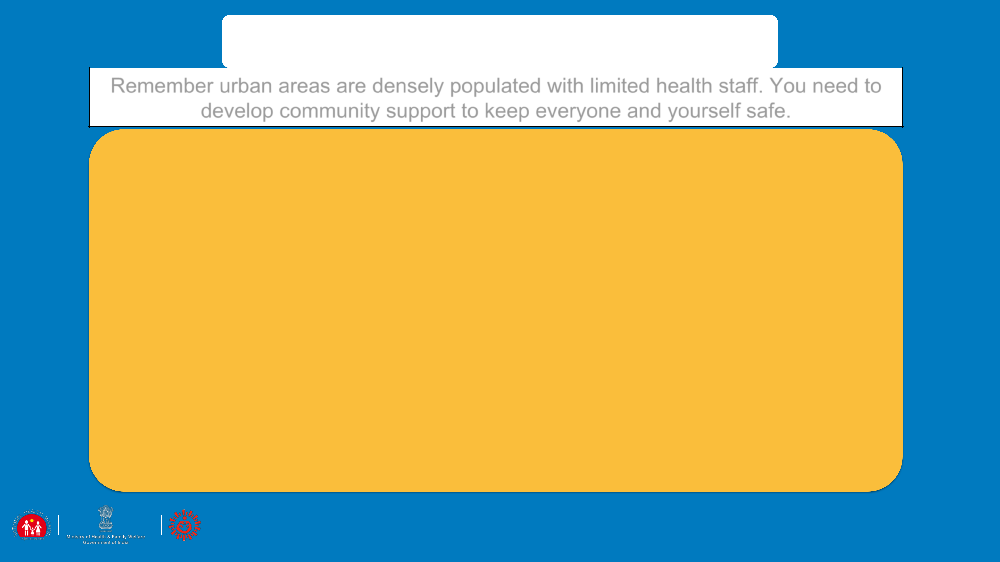 Remember urban areas are densely populated with limited health staff. You need to
develop community support to keep everyone and yourself safe.
NATIONAL HEALTH MISSION
Ministry of Health & Family Welfare
Government of India